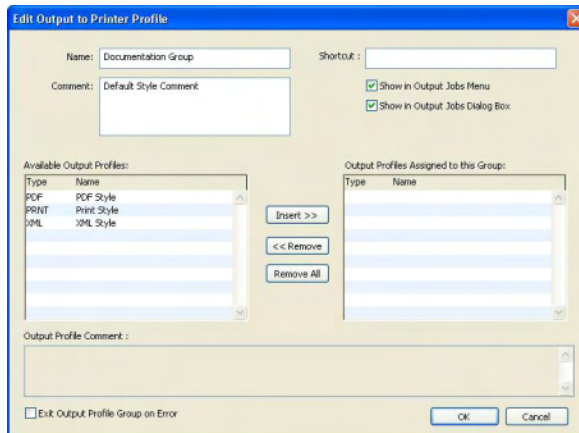 Edit Output to Printer Profile
Name: Documentation Group
Shortcut :
Comment: Default Style Comment
Show in Output Jobs Menu
Show in Output Jobs Dialog Box
Available Output Profiles:
Type Name
PDF PDF Style
PRNT Print Style
XML XML Style
Insert >>
<< Remove
Remove All
Output Profiles Assigned to this Group:
Type Name
Output Profile Comment :
Exit Output Profile Group on Error
OK
Cancel